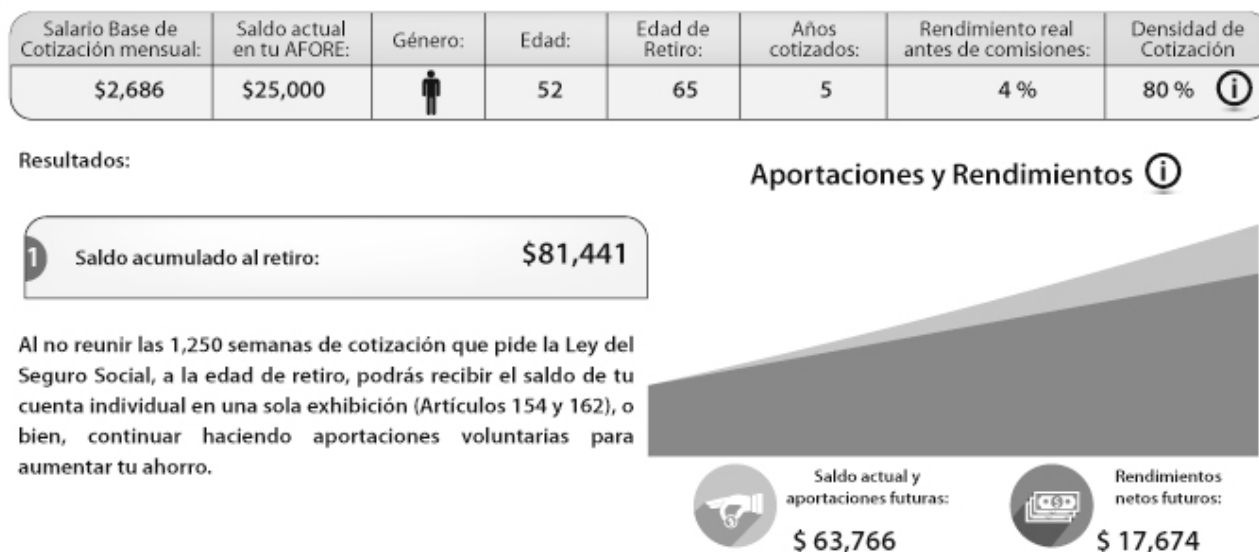 Salario Base de
Cotización mensual:
Saldo actual
en tu AFORE:
Género:
Edad:
Edad de
Retiro:
Años
cotizados:
Rendimiento real
antes de comisiones:
Densidad de
Cotización
$2,686
$25,000
52
65
5
4 %
80 %
i
Resultados:
Aportaciones y Rendimientos i
1
Saldo acumulado al retiro:
$81,441
Al no reunir las 1,250 semanas de cotización que pide la Ley del
Seguro Social, a la edad de retiro, podrás recibir el saldo de tu
cuenta individual en una sola exhibición (Artículos 154 y 162), o
bien, continuar haciendo aportaciones voluntarias para
aumentar tu ahorro.
Saldo actual y
aportaciones futuras:
$ 63,766
Rendimientos
netos futuros:
$ 17,674